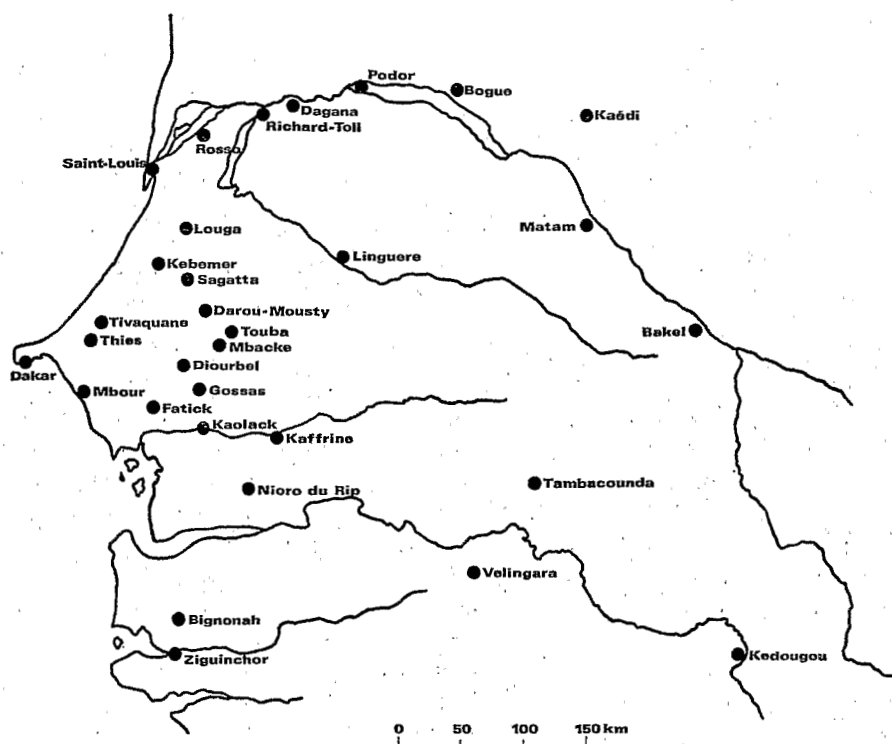 Podor
Bogue
Dagana
Kaédi
Richard-Toll
Rosso
Saint-Louis
Matam
Louga
Linguere
Kebemer
Sagatta
Darou-Mousty
Tivaquane
Touba
Bakel
Thies
Mbacke
Diourbel
Dakar
Mbour
Gossas
Fatick
Kaolack
Kaffrine
Nioro du Rip
Tambacounda
Velingara
Bignonah
Ziguinchor
Kedougou
0 50 100 150 km